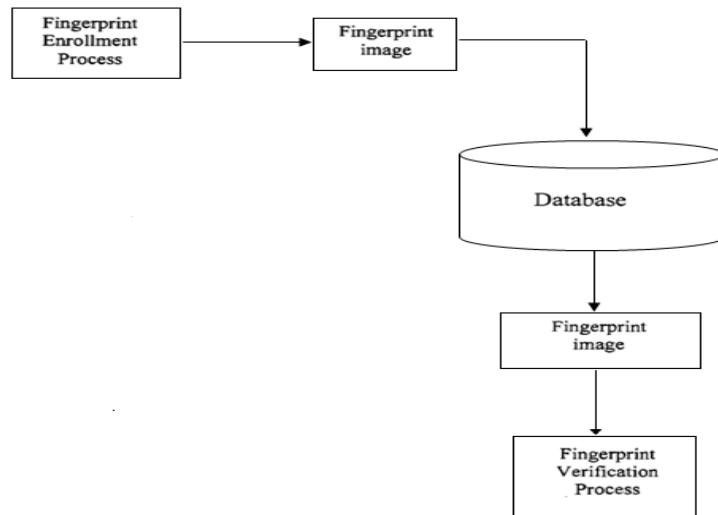 Fingerprint
Enrollment
Process
Fingerprint
image
Database
Fingerprint
image
Fingerprint
Verification
Process